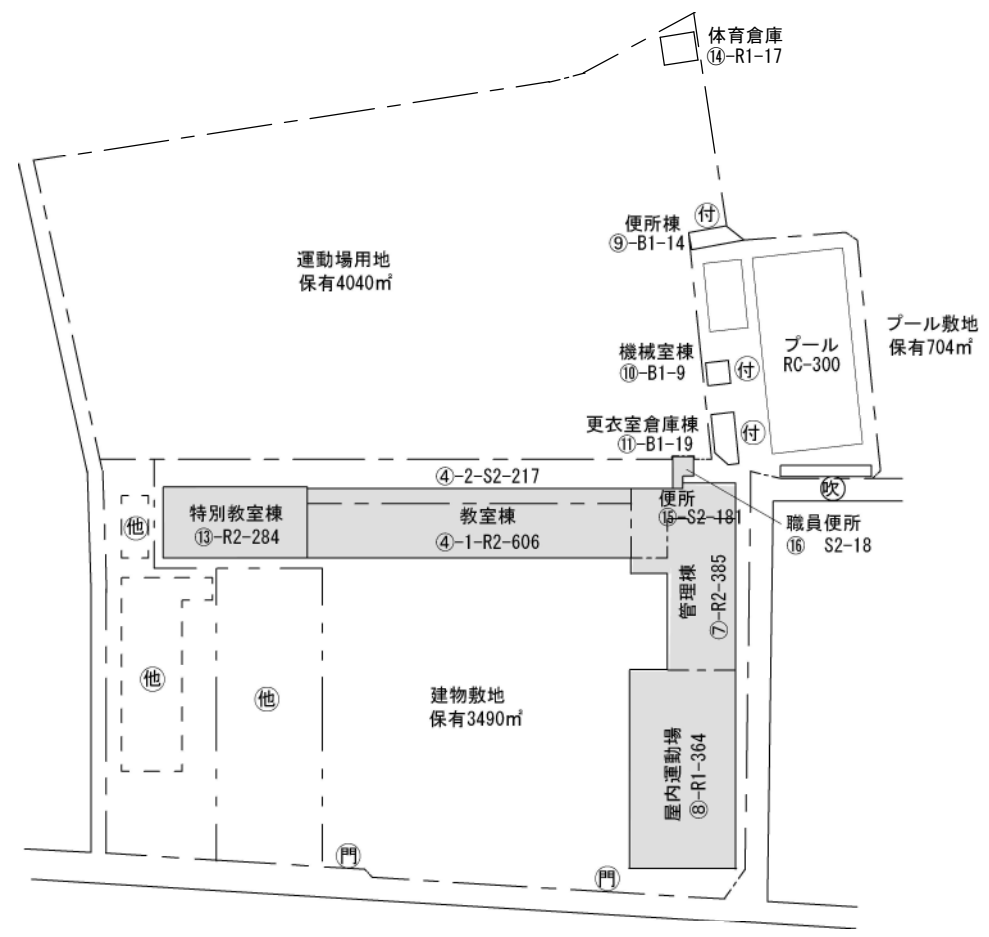 体育倉庫
⑭-R1-17
便所棟
⑨-B1-14
付
運動場用地
保有4040㎡
プール敷地
保有704㎡
プール
RC-300
機械室棟
⑩-B1-9
付
更衣室倉庫棟
⑪-B1-19
付
④-2-S2-217
吹
特別教室棟
⑬-R2-284
教室棟
④-1-R2-606
便所
⑮-S2-181
職員便所
⑯ S2-18
他
管理棟
⑦-R2-385
他
他
建物敷地
保有3490㎡
屋内運動場
⑧-R1-364
門
門